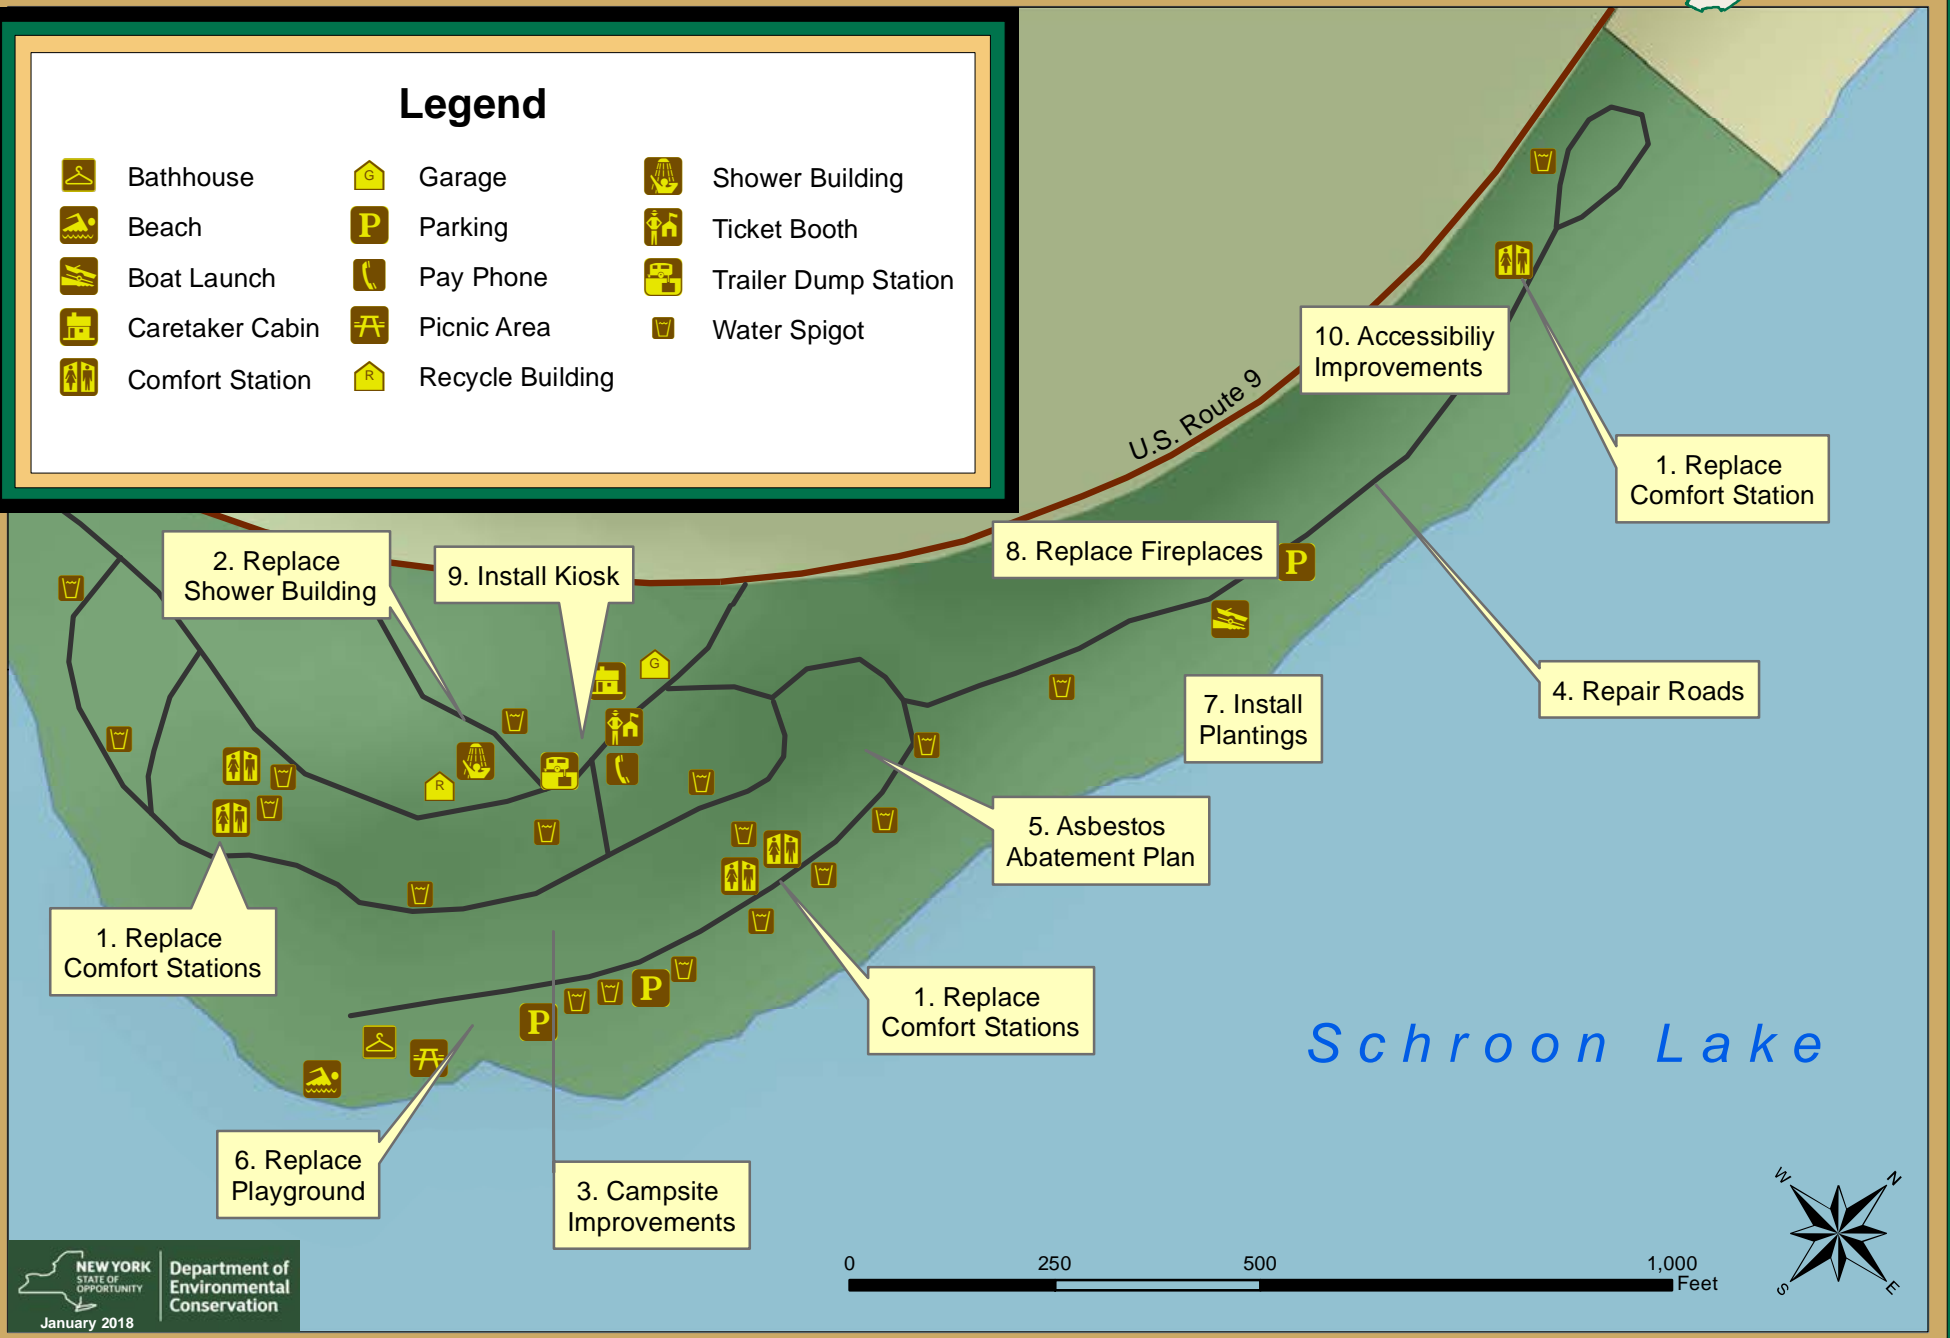 Legend
Bathhouse
Beach
Boat Launch
Caretaker Cabin
Comfort Station
G
Garage
P
Parking
Pay Phone
Picnic Area
R
Recycle Building
Shower Building
Ticket Booth
Trailer Dump Station
Water Spigot
U.S. Route 9
10. Accessibiliy
Improvements
1. Replace
Comfort Station
2. Replace
Shower Building
9. Install Kiosk
8. Replace Fireplaces
P
G
R
4. Repair Roads
7. Install
Plantings
5. Asbestos
Abatement Plan
1. Replace
Comfort Stations
1. Replace
Comfort Stations
P
P
Schroon Lake
6. Replace
Playground
3. Campsite
Improvements
0 250 500 1,000
Feet
W
N
S
E
NEW YORK
STATE OF
OPPORTUNITY
Department of
Environmental
Conservation
January 2018